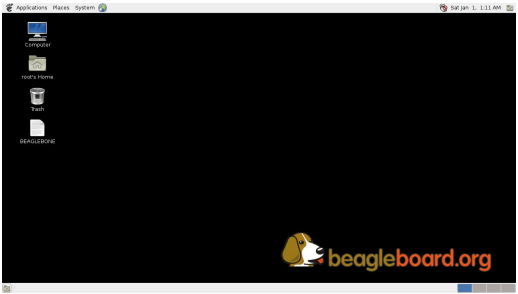 Applications Places System
Sat Jan 1, 1:11 AM
Computer
root's Home
Trash
BEAGLEBONE
beagleboard.org